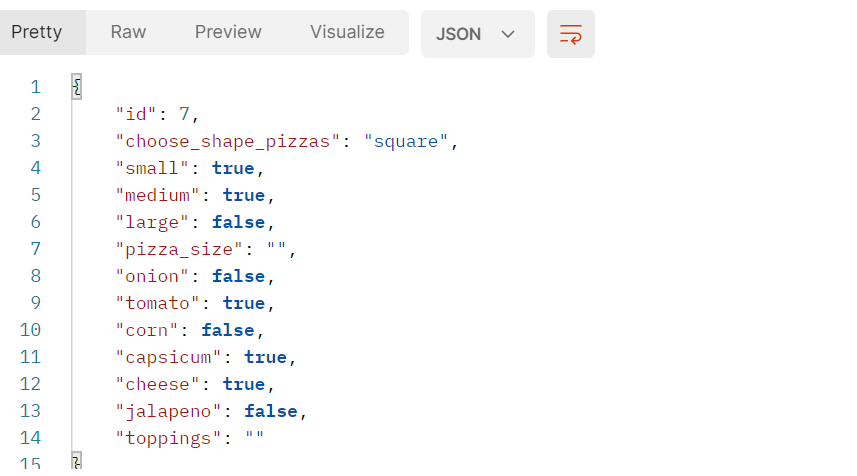 Pretty Raw Preview Visualize JSON
1 {
2 "id": 7,
3 "choose_shape_pizzas": "square",
4 "small": true,
5 "medium": true,
6 "large": false,
7 "pizza_size": "",
8 "onion": false,
9 "tomato": true,
10 "corn": false,
11 "capsicum": true,
12 "cheese": true,
13 "jalapeno": false,
14 "toppings": ""
15 }